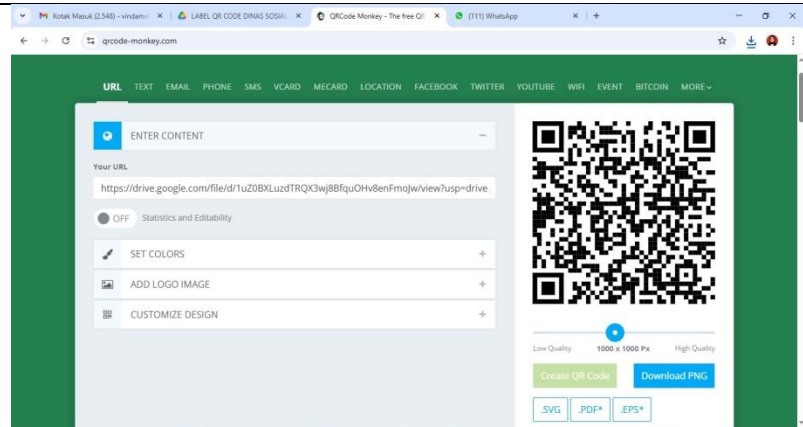 Kotak Masuk (2.548) - vindama
LABEL QR CODE DINAS SOSIAL
QRCode Monkey - The free QR
(111) WhatsApp
qrcode-monkey.com
URL TEXT EMAIL PHONE SMS VCARD MECARD LOCATION FACEBOOK TWITTER YOUTUBE WIFI EVENT BITCOIN MORE
ENTER CONTENT
Your URL
https://drive.google.com/file/d/1uZ0BXLuzdTRQX3wj8BfquOHv8enFmoJw/view?usp=drive
OFF Statistics and Editability
SET COLORS
ADD LOGO IMAGE
CUSTOMIZE DESIGN
Low Quality 1000 x 1000 Px High Quality
Create QR Code Download PNG
.SVG .PDF* .EPS*